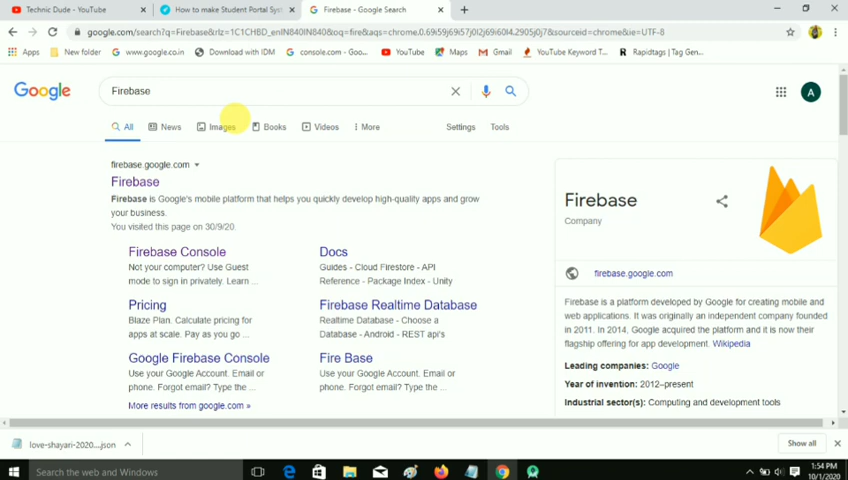 Technic Dude - YouTube
How to make Student Portal Sys
Firebase - Google Search
google.com/search?q=Firebase&rlz=1C1CHBD_enIN840IN840&oq=fire&aqs=chrome.0.69i59j69i57j0l2j69i60l4.2905j0j7&sourceid=chrome&ie=UTF-8
Apps
New folder
www.google.co.in
Download with IDM
console.com - Goo...
YouTube
Maps
Gmail
YouTube Keyword T...
Rapidtags | Tag Gen...
Google
Firebase
A
All
News
Images
Books
Videos
More
Settings
Tools
firebase.google.com
Firebase
Firebase is Google's mobile platform that helps you quickly develop high-quality apps and grow
your business.
You visited this page on 30/9/20
Firebase Console
Not your computer? Use Guest
mode to sign in privately. Learn ...
Docs
Guides - Cloud Firestore - API
Reference - Package Index - Unity
Pricing
Blaze Plan. Calculate pricing for
apps at scale. Pay as you go ...
Firebase Realtime Database
Realtime Database - Choose a
Database - Android - REST api's
Google Firebase Console
Use your Google Account. Email or
phone. Forgot email? Type the ...
Fire Base
Use your Google Account. Email or
phone. Forgot email? Type the ...
More results from google.com »
Firebase
Company
firebase.google.com
Firebase is a platform developed by Google for creating mobile and
web applications. It was originally an independent company founded
in 2011. In 2014, Google acquired the platform and it is now their
flagship offering for app development. Wikipedia
Leading companies: Google
Year of invention: 2012–present
Industrial sector(s): Computing and development tools
love-shayari-2020....json
Show all
Search the web and Windows
1:54 PM
10/1/2020